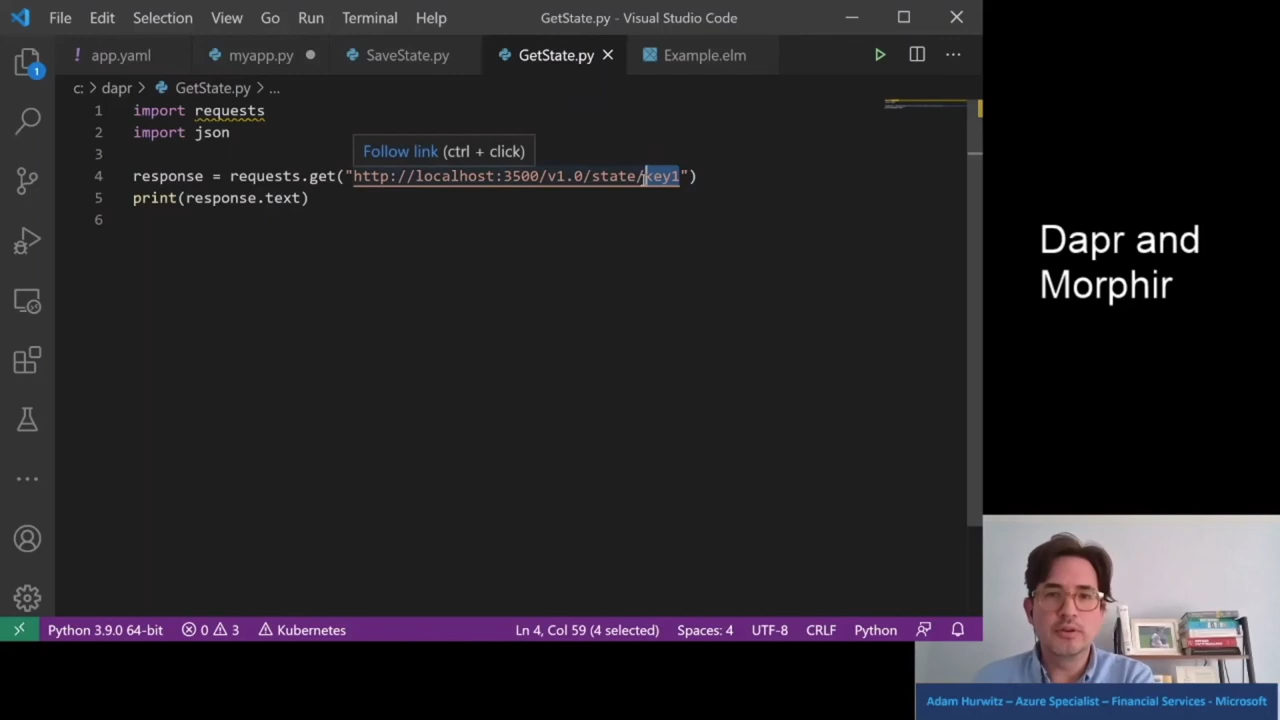 File Edit Selection View Go Run Terminal Help GetState.py - Visual Studio Code
! app.yaml myapp.py SaveState.py GetState.py Example.elm
1
c: > dapr > GetState.py > ...
1 import requests
2 import json
3
Follow link (ctrl + click)
4 response = requests.get("http://localhost:3500/v1.0/state/key1")
5 print(response.text)
6
Dapr and
Morphir
Python 3.9.0 64-bit 0 3 Kubernetes Ln 4, Col 59 (4 selected) Spaces: 4 UTF-8 CRLF Python
Adam Hurwitz – Azure Specialist – Financial Services - Microsoft